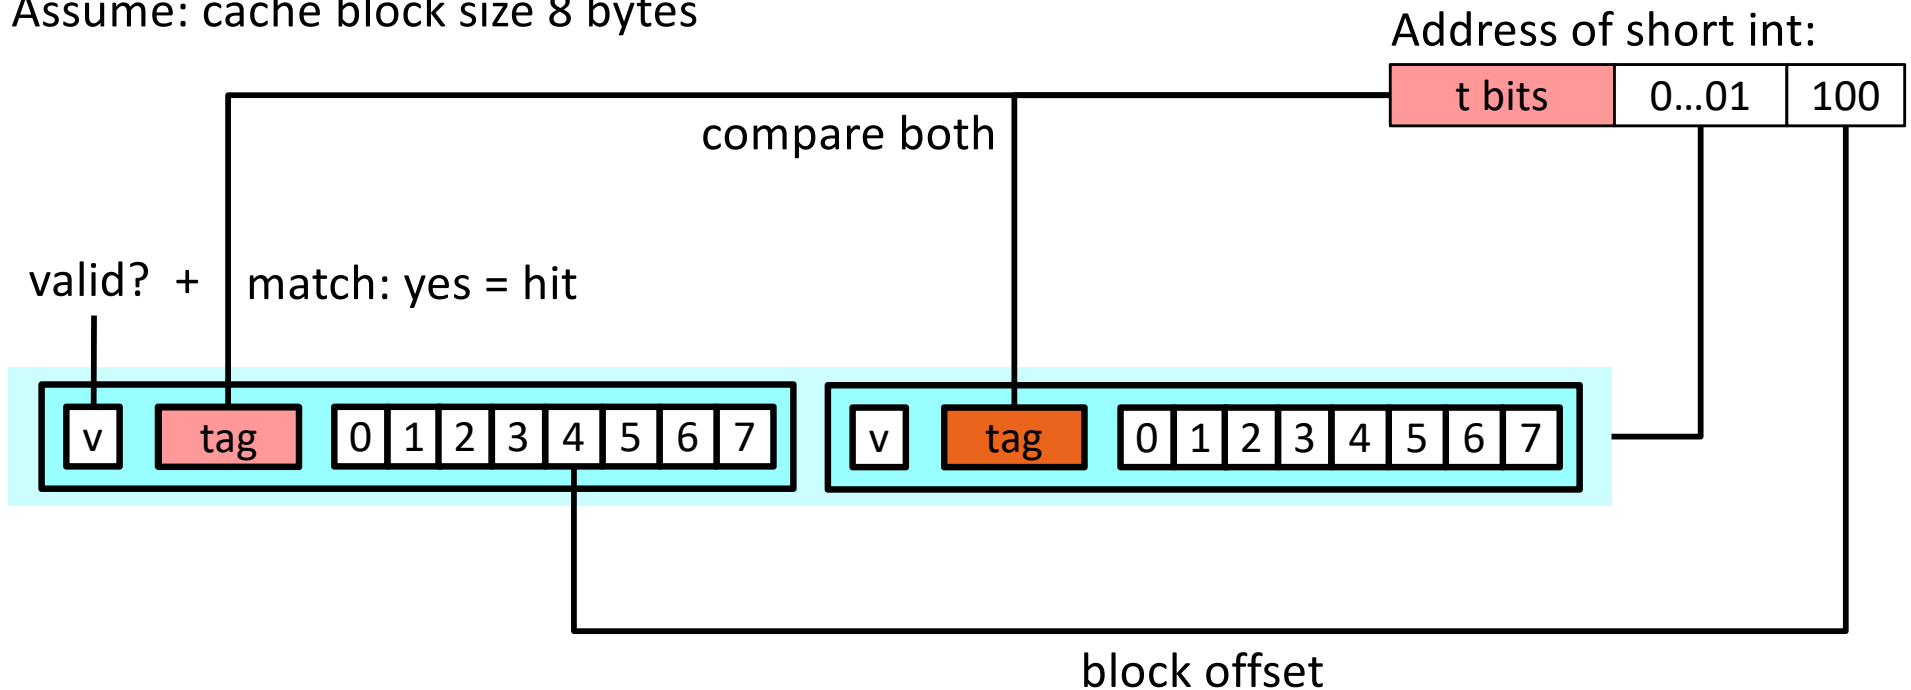 Assume: cache block size 8 bytes
Address of short int:
t bits 0...01 100
compare both
valid? + match: yes = hit
v tag 0 1 2 3 4 5 6 7 v tag 0 1 2 3 4 5 6 7
block offset